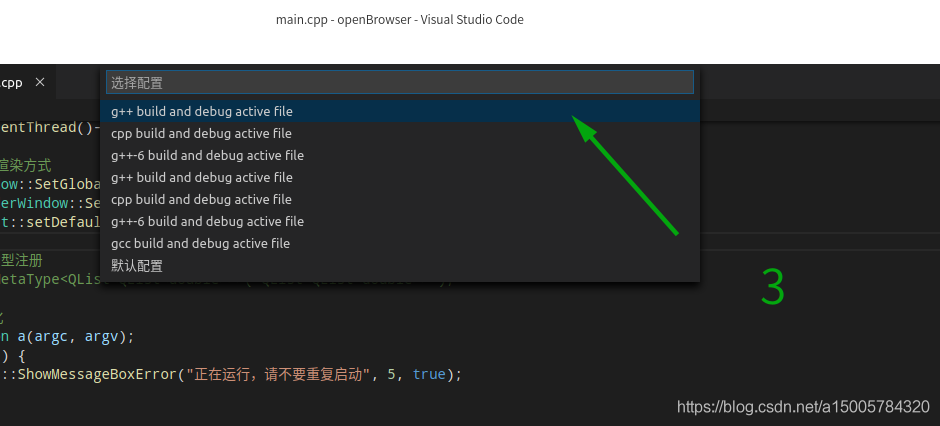 main.cpp - openBrowser - Visual Studio Code
.cpp ×
选择配置
g++ build and debug active file
cpp build and debug active file
g++-6 build and debug active file
g++ build and debug active file
cpp build and debug active file
g++-6 build and debug active file
gcc build and debug active file
默认配置
entThread()-
渲染方式
ow::SetGloba
erWindow::Se
t::setDefaul
型注册
MetaType<QLis
n a(argc, argv);
) {
::ShowMessageBoxError("正在运行，请不要重复启动", 5, true);
3
https://blog.csdn.net/a15005784320